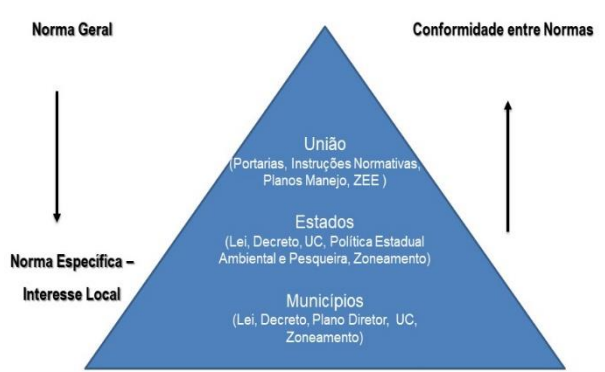 Norma Geral
Conformidade entre Normas
União
(Portarias, Instruções Normativas,
Planos Manejo, ZEE )
Estados
(Lei, Decreto, UC, Política Estadual
Ambiental e Pesqueira, Zoneamento)
Norma Específica –
Interesse Local
Municípios
(Lei, Decreto, Plano Diretor, UC,
Zoneamento)